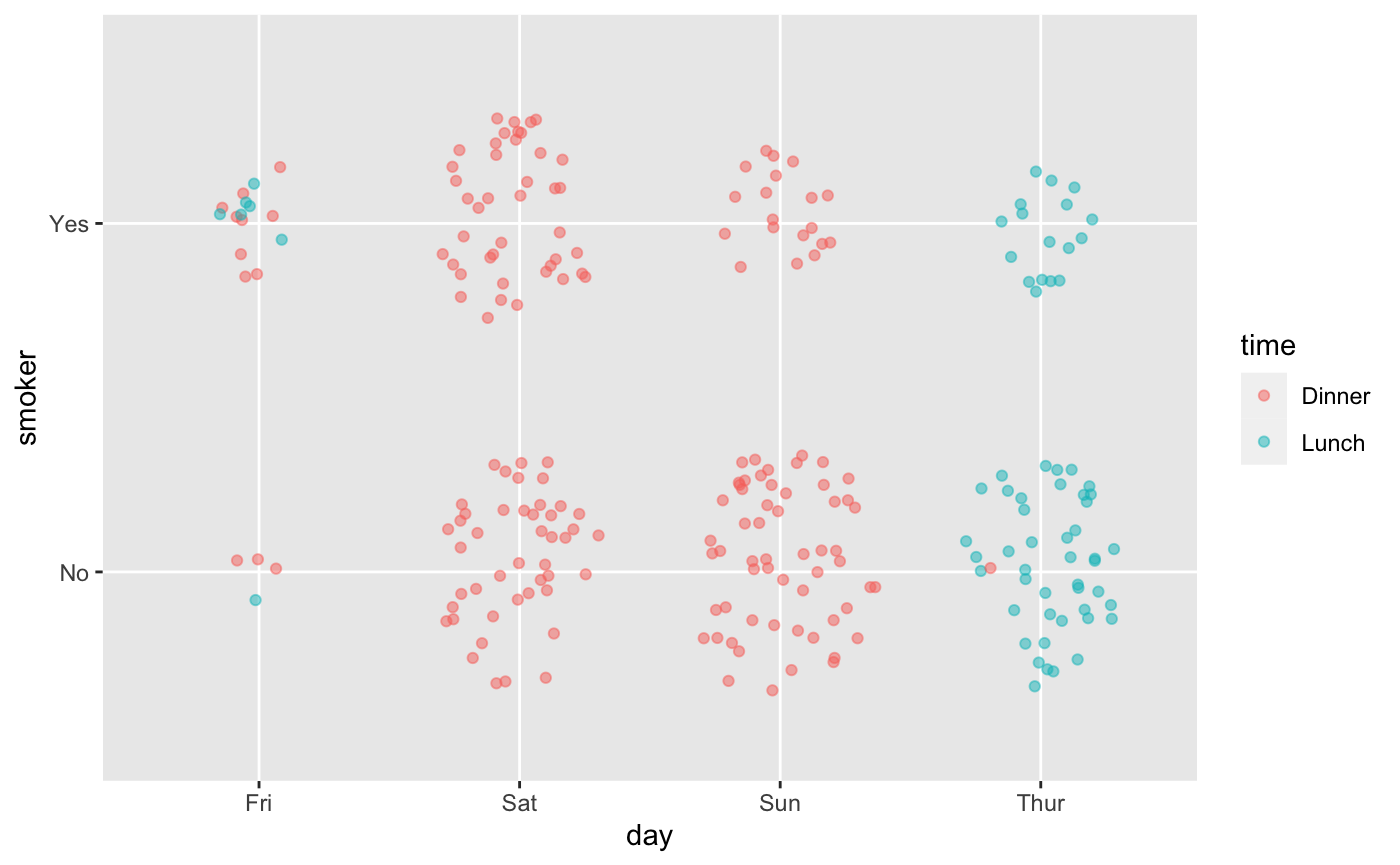 smoker
Yes
No
Fri
Sat
Sun
Thur
day
time
Dinner
Lunch